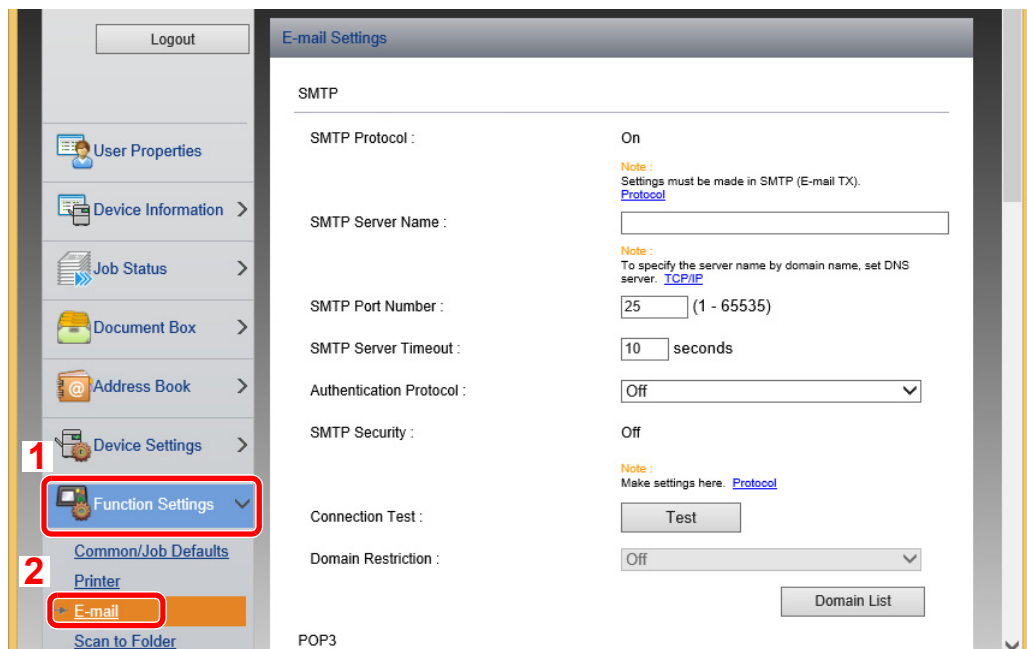 Logout
User Properties
Device Information
Job Status
Document Box
@
Address Book
Device Settings
1
Function Settings
Common/Job Defaults
2
Printer
E-mail
Scan to Folder
E-mail Settings
SMTP
SMTP Protocol : On
Note :
Settings must be made in SMTP (E-mail TX).
Protocol
SMTP Server Name :
Note :
To specify the server name by domain name, set DNS
server. TCP/IP
SMTP Port Number : 25 (1 - 65535)
SMTP Server Timeout : 10 seconds
Authentication Protocol : Off
SMTP Security : Off
Note :
Make settings here. Protocol
Connection Test : Test
Domain Restriction : Off
Domain List
POP3